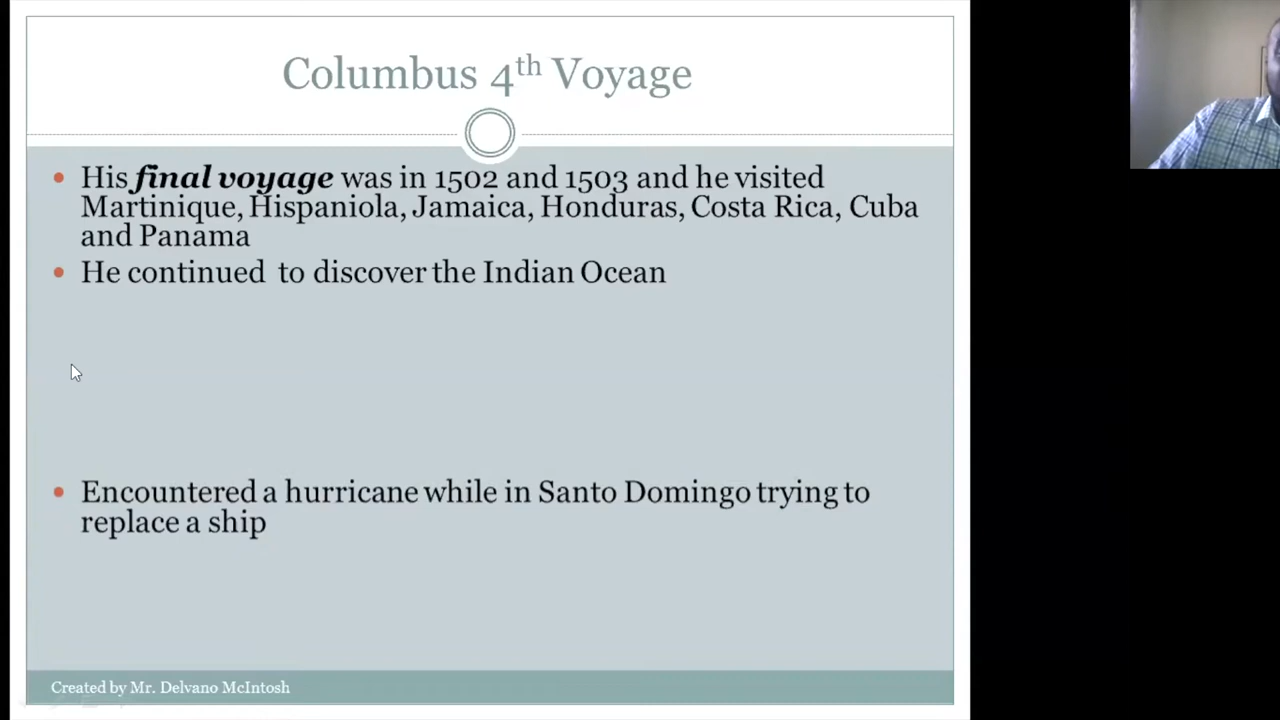 Columbus 4th Voyage
His final voyage was in 1502 and 1503 and he visited
Martinique, Hispaniola, Jamaica, Honduras, Costa Rica, Cuba
and Panama
He continued to discover the Indian Ocean
Encountered a hurricane while in Santo Domingo trying to
replace a ship
Created by Mr. Delvano McIntosh